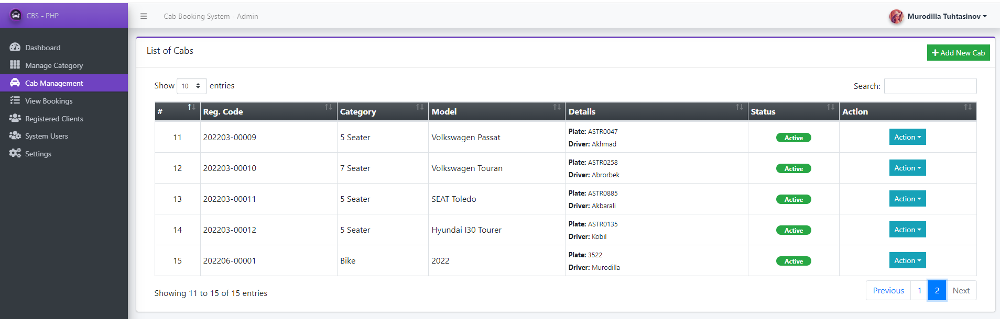 CBS - PHP
Cab Booking System - Admin
Murodilla Tuhtasinov
Dashboard
Manage Category
Cab Management
View Bookings
Registered Clients
System Users
Settings
List of Cabs
Add New Cab
Show 10 entries
Search:
# Reg. Code Category Model Details Status Action
11 202203-00009 5 Seater Volkswagen Passat Plate: ASTR0047 Active Action
Driver: Akhmad
12 202203-00010 7 Seater Volkswagen Touran Plate: ASTR0258 Active Action
Driver: Abrorbek
13 202203-00011 5 Seater SEAT Toledo Plate: ASTR0885 Active Action
Driver: Akbarali
14 202203-00012 5 Seater Hyundai I30 Tourer Plate: ASTR0135 Active Action
Driver: Kobil
15 202206-00001 Bike 2022 Plate: 3522 Active Action
Driver: Murodilla
Showing 11 to 15 of 15 entries
Previous 1 2 Next